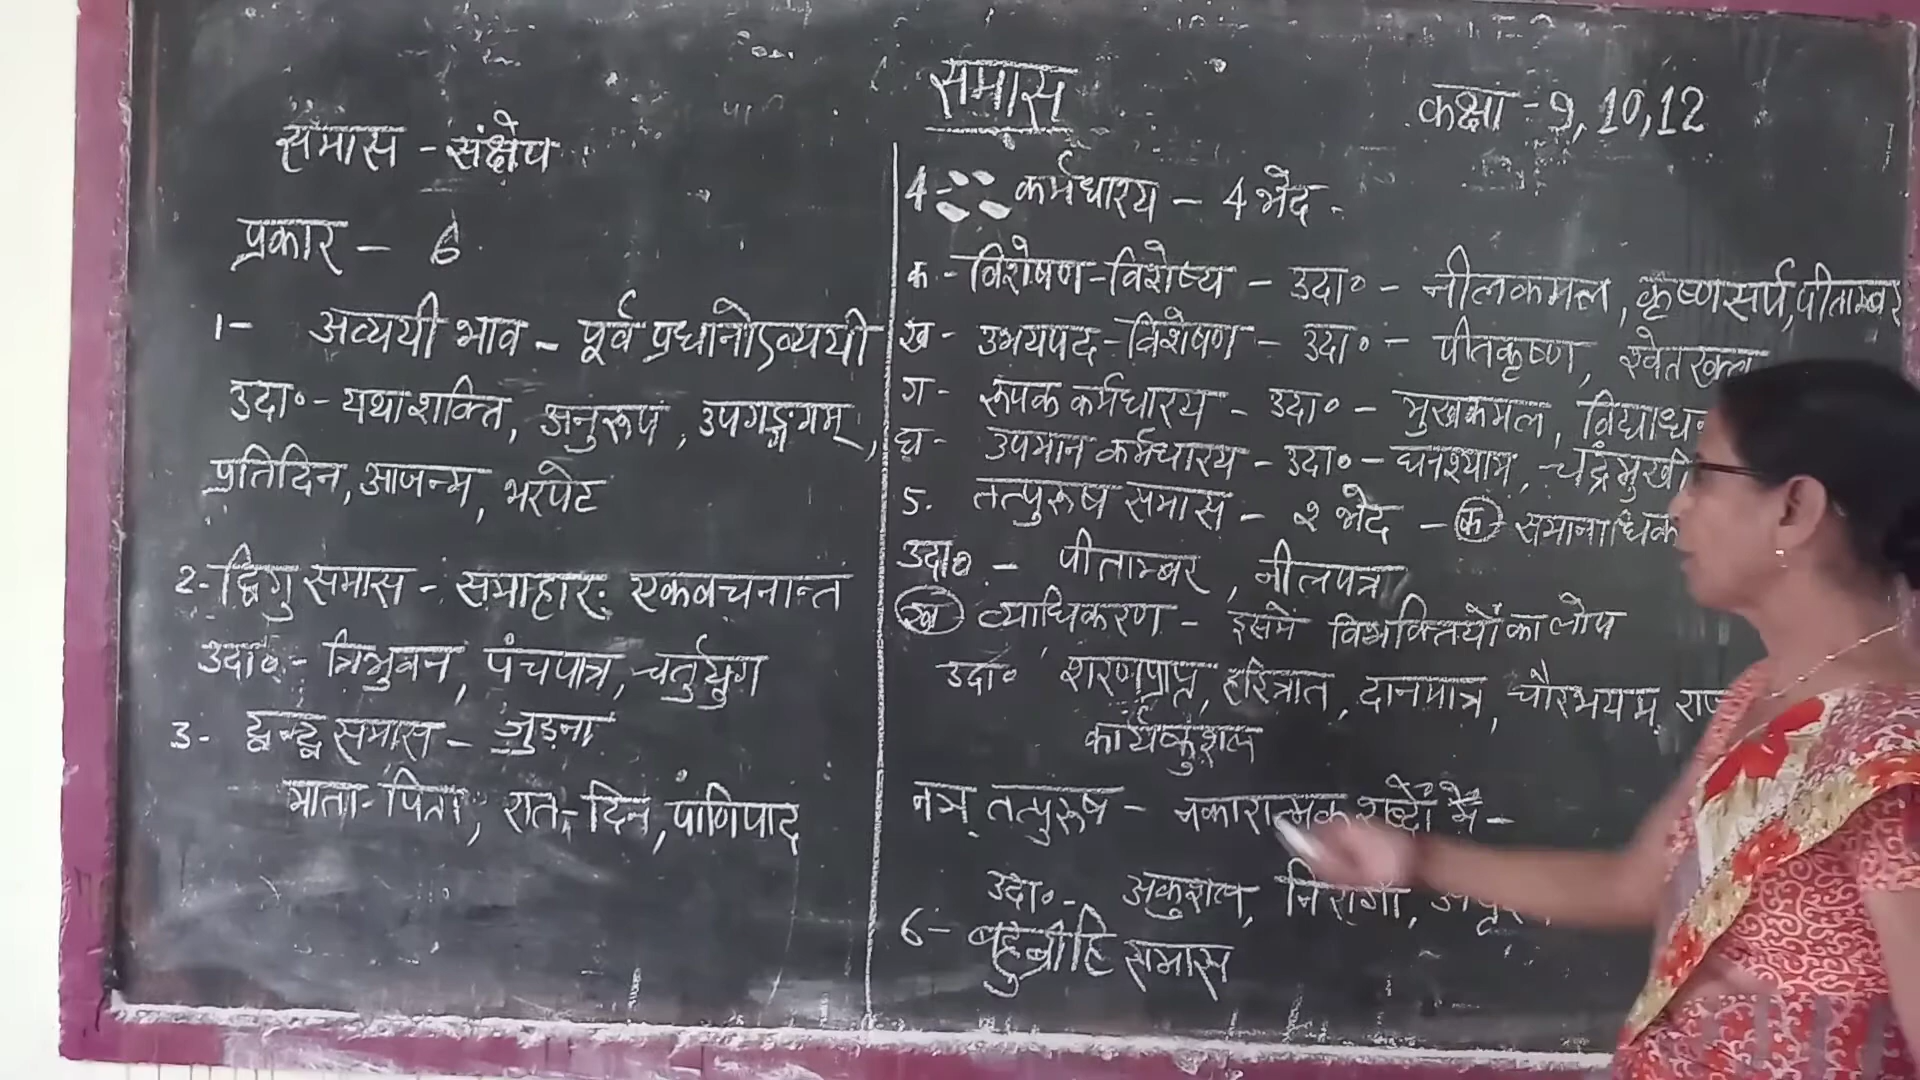 समास
कक्षा - 9, 10, 12
समास - संक्षेप
प्रकार - 6
1- अव्ययी भाव - पूर्व प्रधानोऽव्ययी
उदा०- यथाशक्ति, अनुरूप, उपगङ्गम्,
प्रतिदिन, आजन्म, भरपेट
2- द्विगु समास - समाहारः एकवचनान्त
उदा०- त्रिभुवन, पंचपात्र, चर्तुयुग
3- द्वन्द्व समास - जुड़ना
माता-पिता, रात-दिन, पाणिपाद
4- कर्मधारय - 4 भेद -
क - विशेषण-विशेष्य - उदा० - नीलकमल, कृष्णसर्प, पीताम्बर
ख - उभयपद-विशेषण - उदा० - पीतकृष्ण,
ग - रूपक कर्मधारय - उदा० - मुखकमल,
घ - उपमान कर्मधारय - उदा० - घनश्याम, चंद्रमुखी
5. तत्पुरूष समास - २ भेद - क
उदा० - पीताम्बर, नीलपत्र
ख व्याधिकरण - इसमें विभक्तियों का लोप
उदा० शरणप्राप्त, हरित्रात, दानपात्र, चौरभयम्,
कार्यकुशल
नञ् तत्पुरूष - नकारात्मक शब्दों में -
उदा०- अकुशल,
6- बहुब्रीहि समास